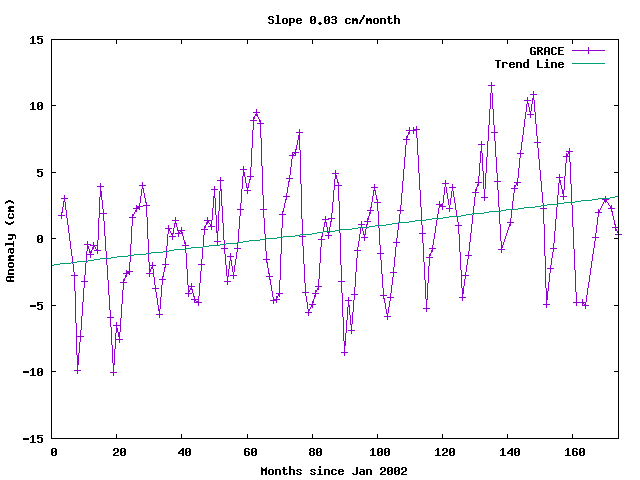 Slope 0.03 cm/month
GRACE
Trend Line
15
10
5
0
-5
-10
-15
Anomaly (cm)
0 20 40 60 80 100 120 140 160
Months since Jan 2002